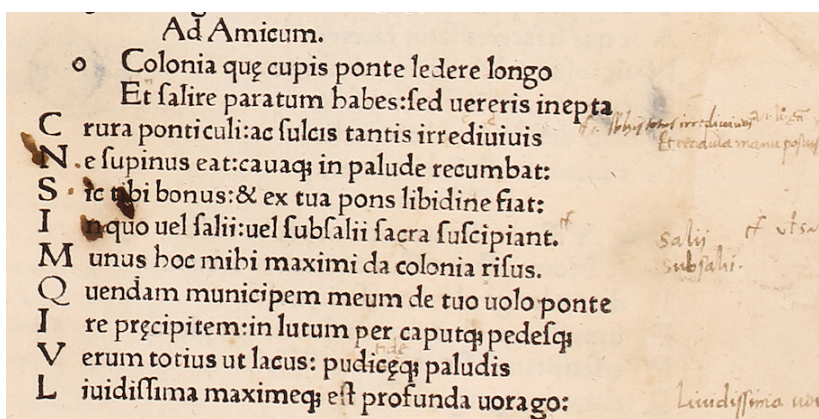 Ad Amicum.
o Colonia quę cupis ponte ledere longo
Et salire paratum habes:sed uereris inepta
C rura ponticuli:ac sulcis tantis irrediuiuis
N e supinus eat:cauaq; in palude recumbat:
S ic tibi bonus:& ex tua pons libidine fiat:
I n quo uel salii:uel subsalii sacra suscipiant.
M unus hoc mihi maximi da colonia risus.
Q uendam municipem meum de tuo uolo ponte
I re pręcipitem:in lutum per caputq; pedesq;
V erum totius ut lacus: pudicęq; paludis
L iuidissima maximeq; est profunda uorago:
irrediuiuis
salii
subsalii.
Liuidissima